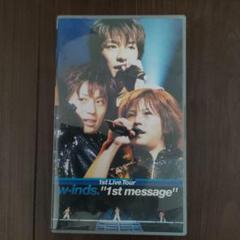 1st Live Tour
w-inds. "1st message"